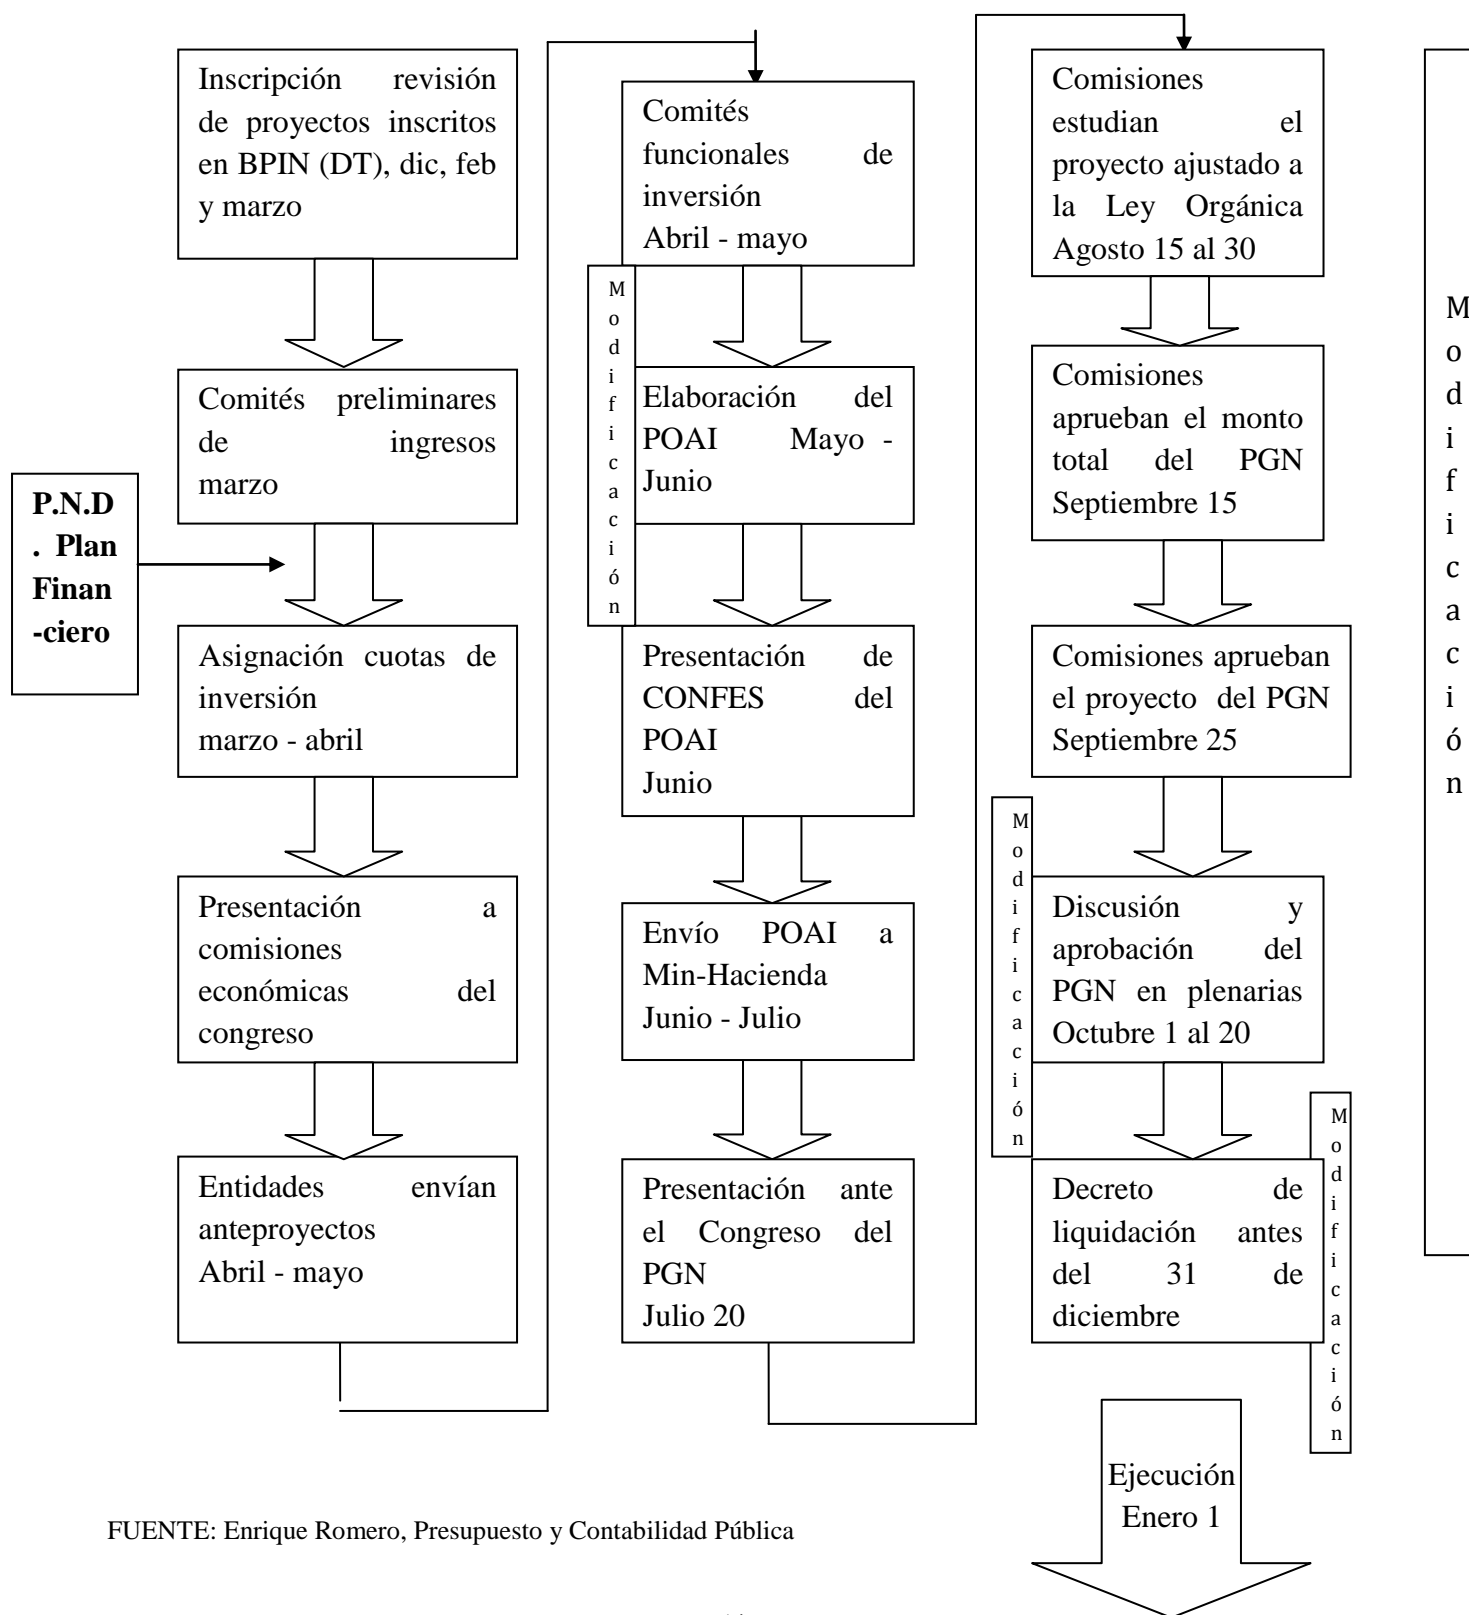 Inscripción revisión
de proyectos inscritos
en BPIN (DT), dic, feb
y marzo
Comités preliminares
de ingresos
marzo
P.N.D
. Plan
Finan
-ciero
Asignación cuotas de
inversión
marzo - abril
Presentación a
comisiones
económicas del
congreso
Entidades envían
anteproyectos
Abril - mayo
Comités
funcionales de
inversión
Abril - mayo
M
o
d
i
f
i
c
a
c
i
ó
n
Elaboración del
POAI Mayo -
Junio
Presentación de
CONFES del
POAI
Junio
Envío POAI a
Min-Hacienda
Junio - Julio
Presentación ante
el Congreso del
PGN
Julio 20
Comisiones
estudian el
proyecto ajustado a
la Ley Orgánica
Agosto 15 al 30
Comisiones
aprueban el monto
total del PGN
Septiembre 15
Comisiones aprueban
el proyecto del PGN
Septiembre 25
M
o
d
i
f
i
c
a
c
i
ó
n
Discusión y
aprobación del
PGN en plenarias
Octubre 1 al 20
Decreto de
liquidación antes
del 31 de
diciembre
M
o
d
i
f
i
c
a
c
i
ó
n
Ejecución
Enero 1
M
o
d
i
f
i
c
a
c
i
ó
n
FUENTE: Enrique Romero, Presupuesto y Contabilidad Pública